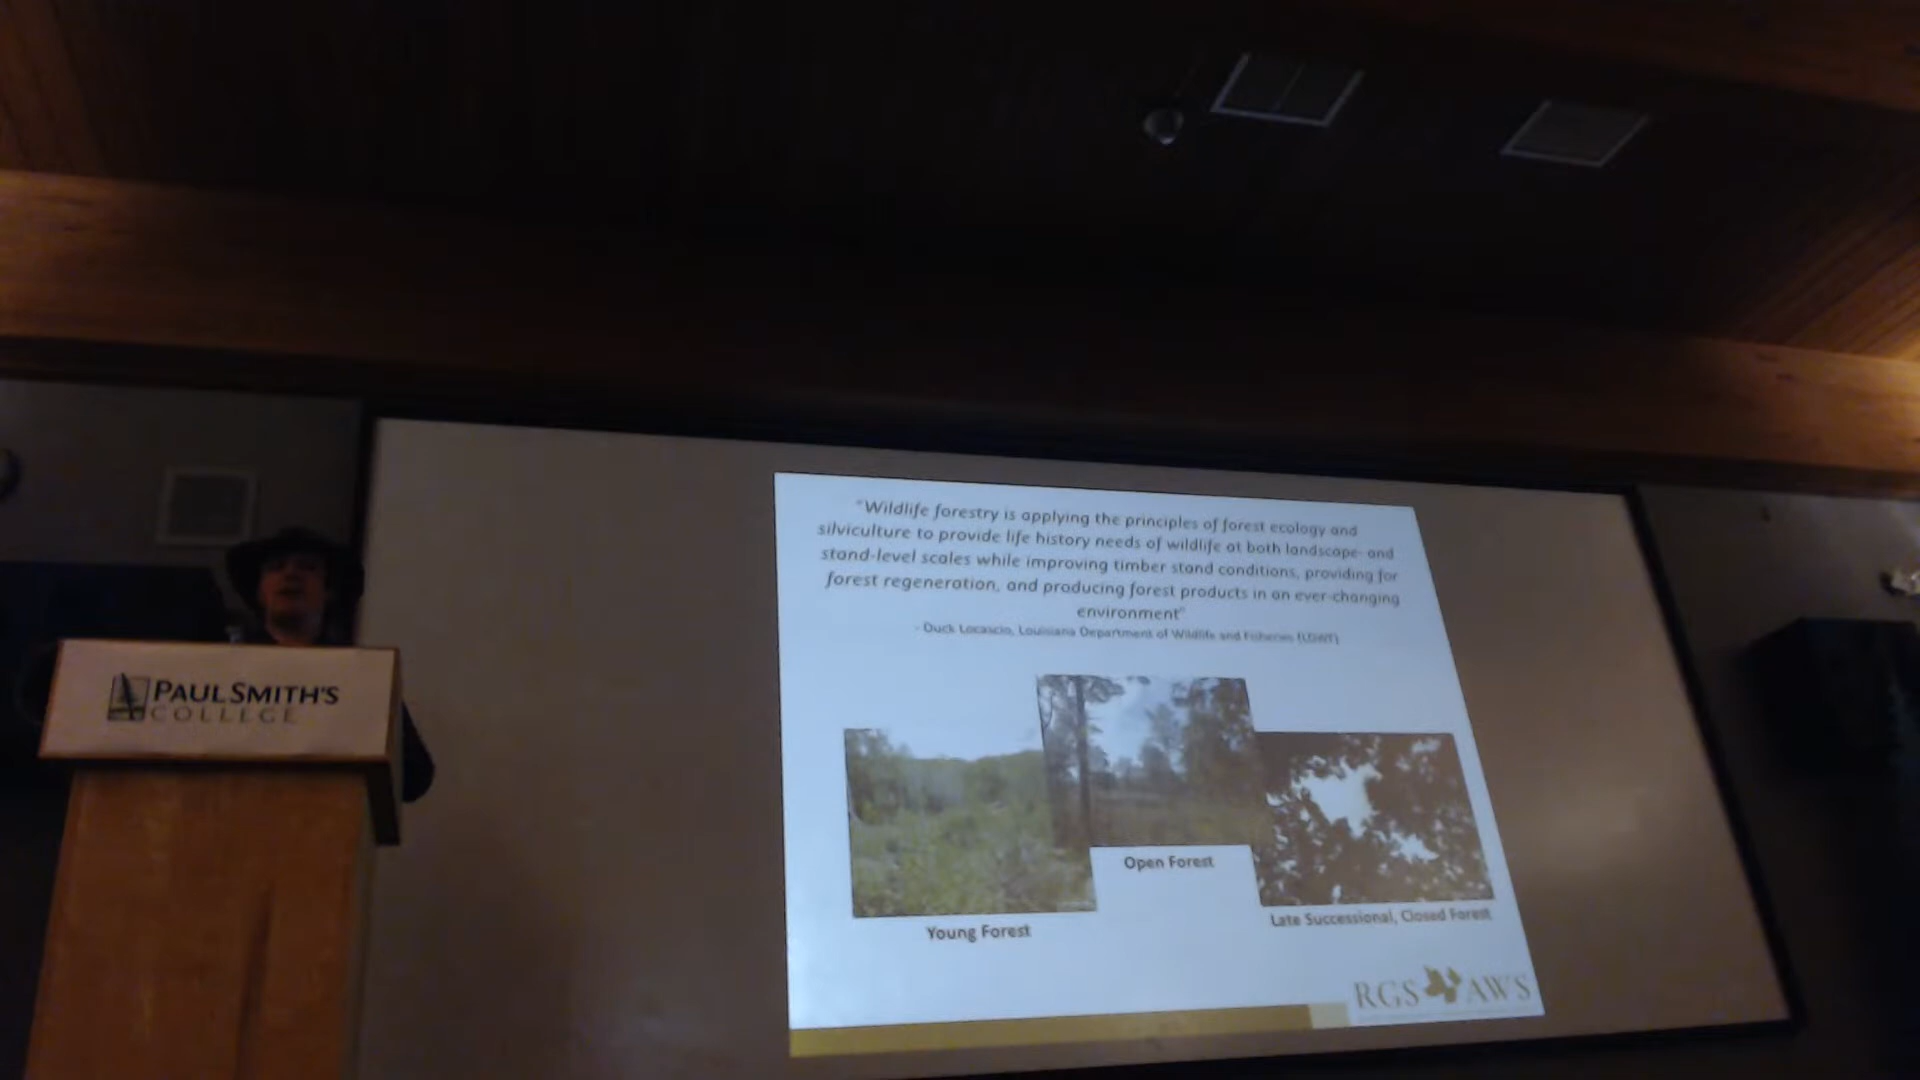 "Wildlife forestry is applying the principles of forest ecology and
silviculture to provide life history needs of wildlife at both landscape- and
stand-level scales while improving timber stand conditions, providing for
forest regeneration, and producing forest products in an ever-changing
environment"
- Duck Locascio, Louisiana Department of Wildlife and Fisheries (LDWF)
PAUL SMITH'S
COLLEGE
Open Forest
Late Successional, Closed Forest
Young Forest
RGS AWS